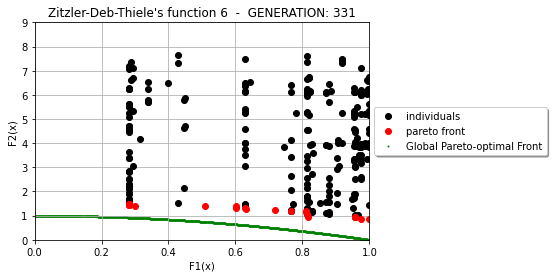 Zitzler-Deb-Thiele's function 6 - GENERATION: 331
9
8
7
6
5
4
3
2
1
0
F2(x)
0.0 0.2 0.4 0.6 0.8 1.0
F1(x)
individuals
pareto front
Global Pareto-optimal Front